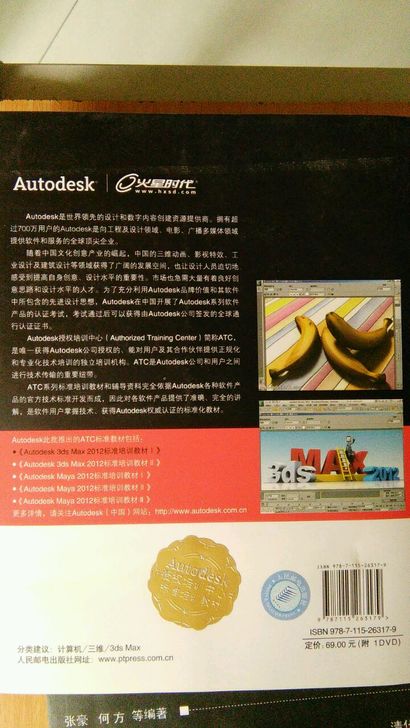 Autodesk 火星时代
www.hxsd.com
Autodesk是世界领先的设计和数字内容创建资源提供商。拥有超
过700万用户的Autodesk是向工程及设计领域、电影、广播多媒体领域
提供软件和服务的全球顶尖企业。
随着中国文化创意产业的崛起，中国的三维动画、影视特效、工
业设计及建筑设计等领域获得了广阔的发展空间，也让设计人员迫切地
感受到提高自身创意、设计水平的重要性。市场也急需大量有着良好创
意思路和设计水平的人才。为了充分利用Autodesk品牌价值和其软件
中所包含的先进设计思想，Autodesk在中国开展了Autodesk系列软件
产品的认证考试，考试通过后可以获得由Autodesk公司签发的全球通
行认证证书。
Autodesk授权培训中心（Authorized Training Center）简称ATC，
是唯一获得Autodesk公司授权的、能对用户及其合作伙伴提供正规化
和专业化技术培训的独立培训机构。ATC是Autodesk公司和用户之间
进行技术传输的重要纽带。
ATC系列标准培训教材和辅导资料完全依据Autodesk各种软件产
品的官方技术标准开发而成，因此对各软件产品提供了准确、完全的讲
解，是软件用户掌握技术、获得Autodesk权威认证的标准化教材。
Autodesk此批推出的ATC标准教材包括：
•《Autodesk 3ds Max 2012标准培训教材Ⅰ》
•《Autodesk 3ds Max 2012标准培训教材Ⅱ》
•《Autodesk Maya 2012标准培训教材Ⅰ》
•《Autodesk Maya 2012标准培训教材Ⅱ》
更多详情，请关注Autodesk（中国）网站：http://www.autodesk.com.cn
3ds MAX 2012
Autodesk
授权培训中心
标准培训教材
ISBN 978-7-115-26317-9
9 787115 263179 >
ISBN 978-7-115-26317-9
定价：69.00 元（附 1DVD）
分类建议：计算机/三维/3ds Max
人民邮电出版社网址：www.ptpress.com.cn
张豪 何方 等编著